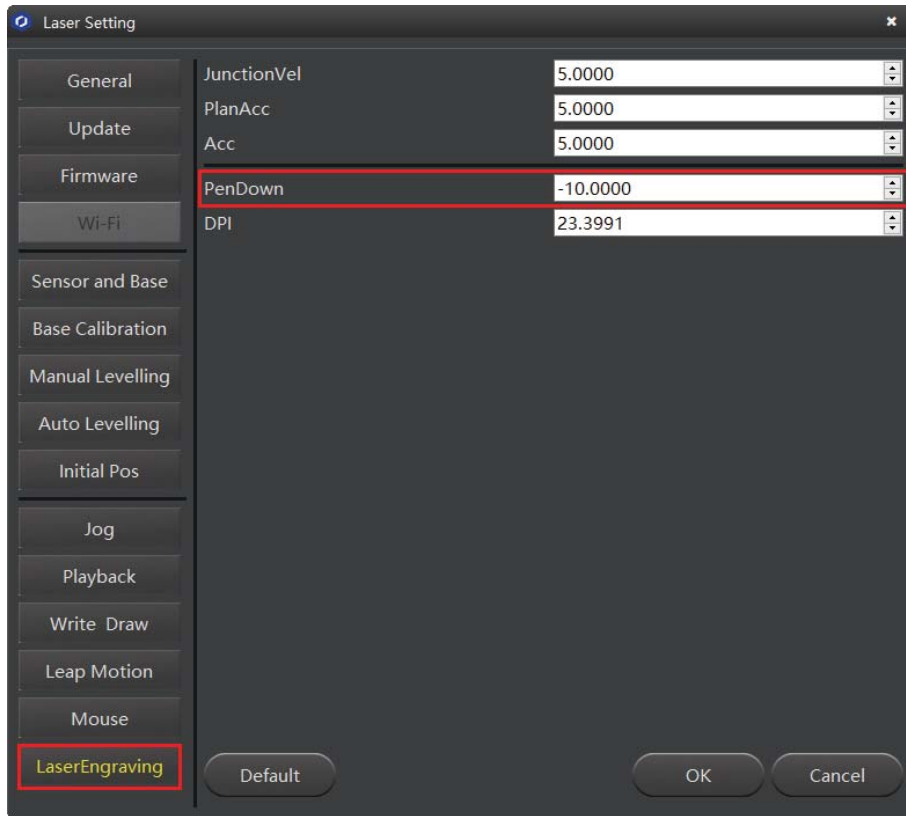 Laser Setting
General
Update
Firmware
Wi-Fi
Sensor and Base
Base Calibration
Manual Levelling
Auto Levelling
Initial Pos
Jog
Playback
Write Draw
Leap Motion
Mouse
LaserEngraving
JunctionVel 5.0000
PlanAcc 5.0000
Acc 5.0000
PenDown -10.0000
DPI 23.3991
Default OK Cancel